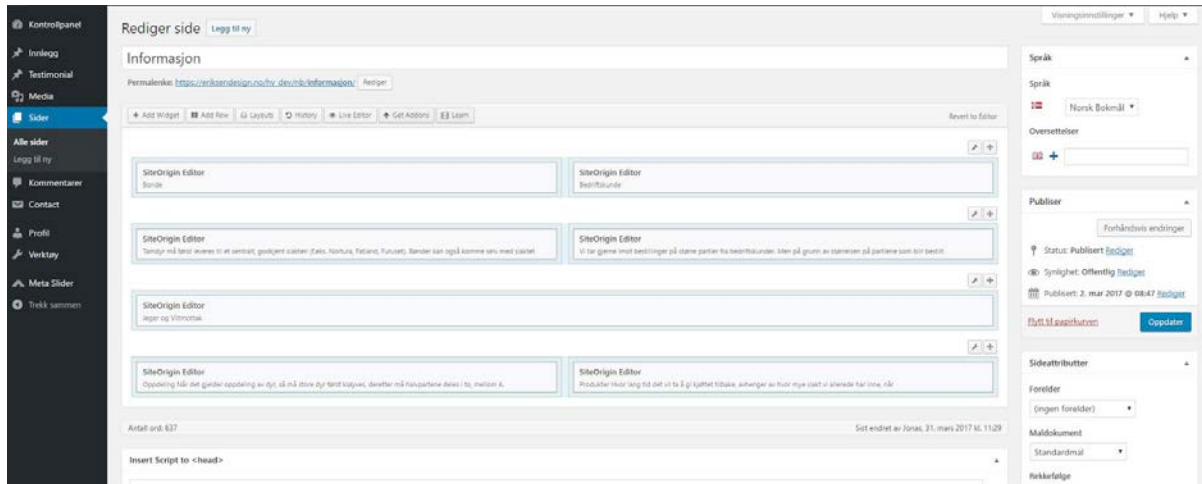 Visningsinnstillinger
Hjelp
Kontrollpanel
Innlegg
Testimonial
Media
Sider
Alle sider
Legg til ny
Kommentarer
Contact
Profil
Verktøy
Meta Slider
Trekk sammen
Rediger side
Legg til ny
Informasjon
Permalenke: https://eriksendesign.no/hv_dev/nb/informasjon/ Rediger
Add Widget Add Row Layouts History Live Editor Get Addons Learn Revert to Editor
SiteOrigin Editor
Bonde
SiteOrigin Editor
Bedriftskunde
SiteOrigin Editor
Tamdyr må først leveres til et sentralt, godkjent slakteri (f.eks. Nortura, Fatland, Furuset). Bønder kan også komme selv med slaktet
SiteOrigin Editor
Vi tar gjerne imot bestillinger på større partier fra bedriftskunder. Men på grunn av størrelsen på partiene som blir bestilt
SiteOrigin Editor
Jeger og Viltmottak
SiteOrigin Editor
Oppdeling Når det gjelder oppdeling av dyr, så må store dyr først kløyves, deretter må halvpartene deles i to, mellom 4.
SiteOrigin Editor
Produkter Hvor lang tid det vil ta å gi kjøttet tilbake, avhenger av hvor mye slakt vi allerede har inne, når
Antall ord: 637
Sist endret av Jonas, 31. mars 2017 kl. 11:29
Insert Script to <head>
Språk
Språk
Norsk Bokmål
Oversettelser
Publiser
Forhåndsvis endringer
Status: Publisert Rediger
Synlighet: Offentlig Rediger
Publisert: 2. mar 2017 @ 08:47 Rediger
Flytt til papirkurven
Oppdater
Sideattributter
Forelder
(ingen forelder)
Maldokument
Standardmal
Rekkefølge